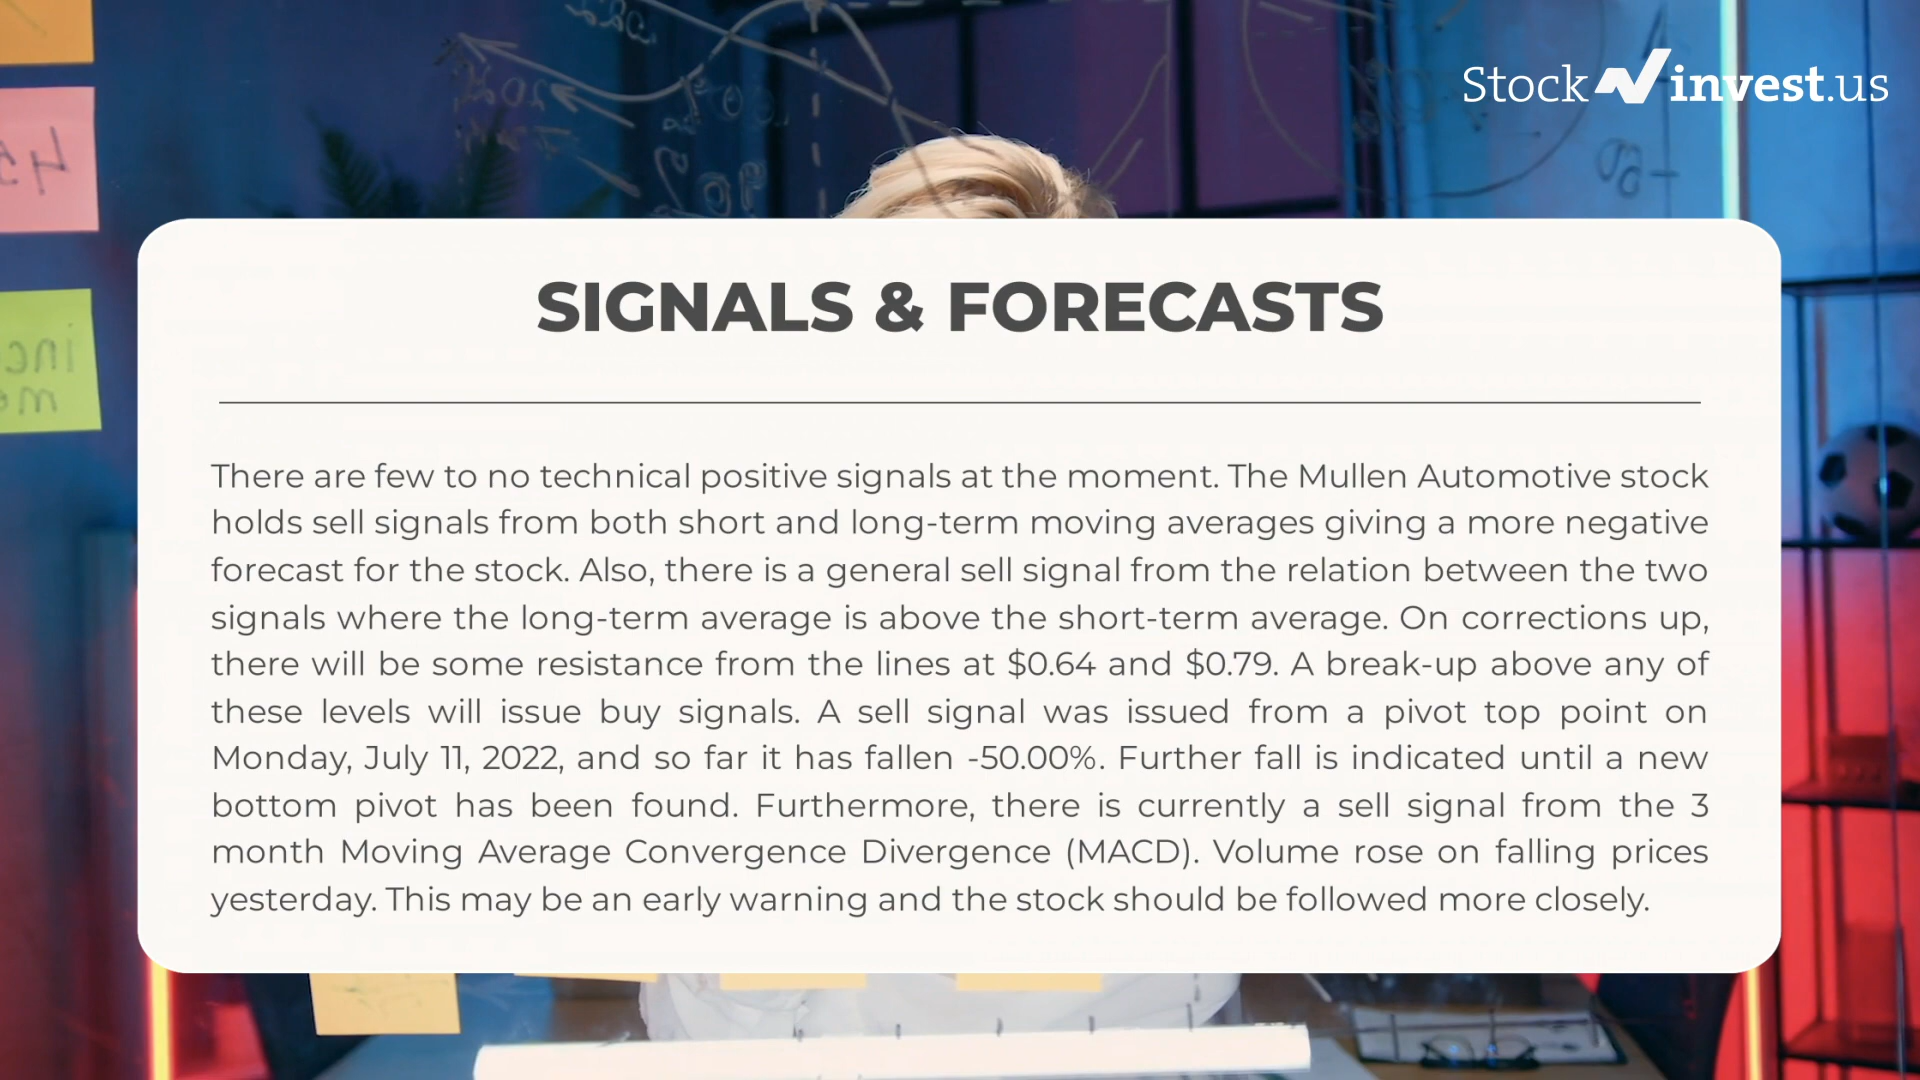 Stock invest.us
45
SIGNALS & FORECASTS
There are few to no technical positive signals at the moment. The Mullen Automotive stock
holds sell signals from both short and long-term moving averages giving a more negative
forecast for the stock. Also, there is a general sell signal from the relation between the two
signals where the long-term average is above the short-term average. On corrections up,
there will be some resistance from the lines at $0.64 and $0.79. A break-up above any of
these levels will issue buy signals. A sell signal was issued from a pivot top point on
Monday, July 11, 2022, and so far it has fallen -50.00%. Further fall is indicated until a new
bottom pivot has been found. Furthermore, there is currently a sell signal from the 3
month Moving Average Convergence Divergence (MACD). Volume rose on falling prices
yesterday. This may be an early warning and the stock should be followed more closely.